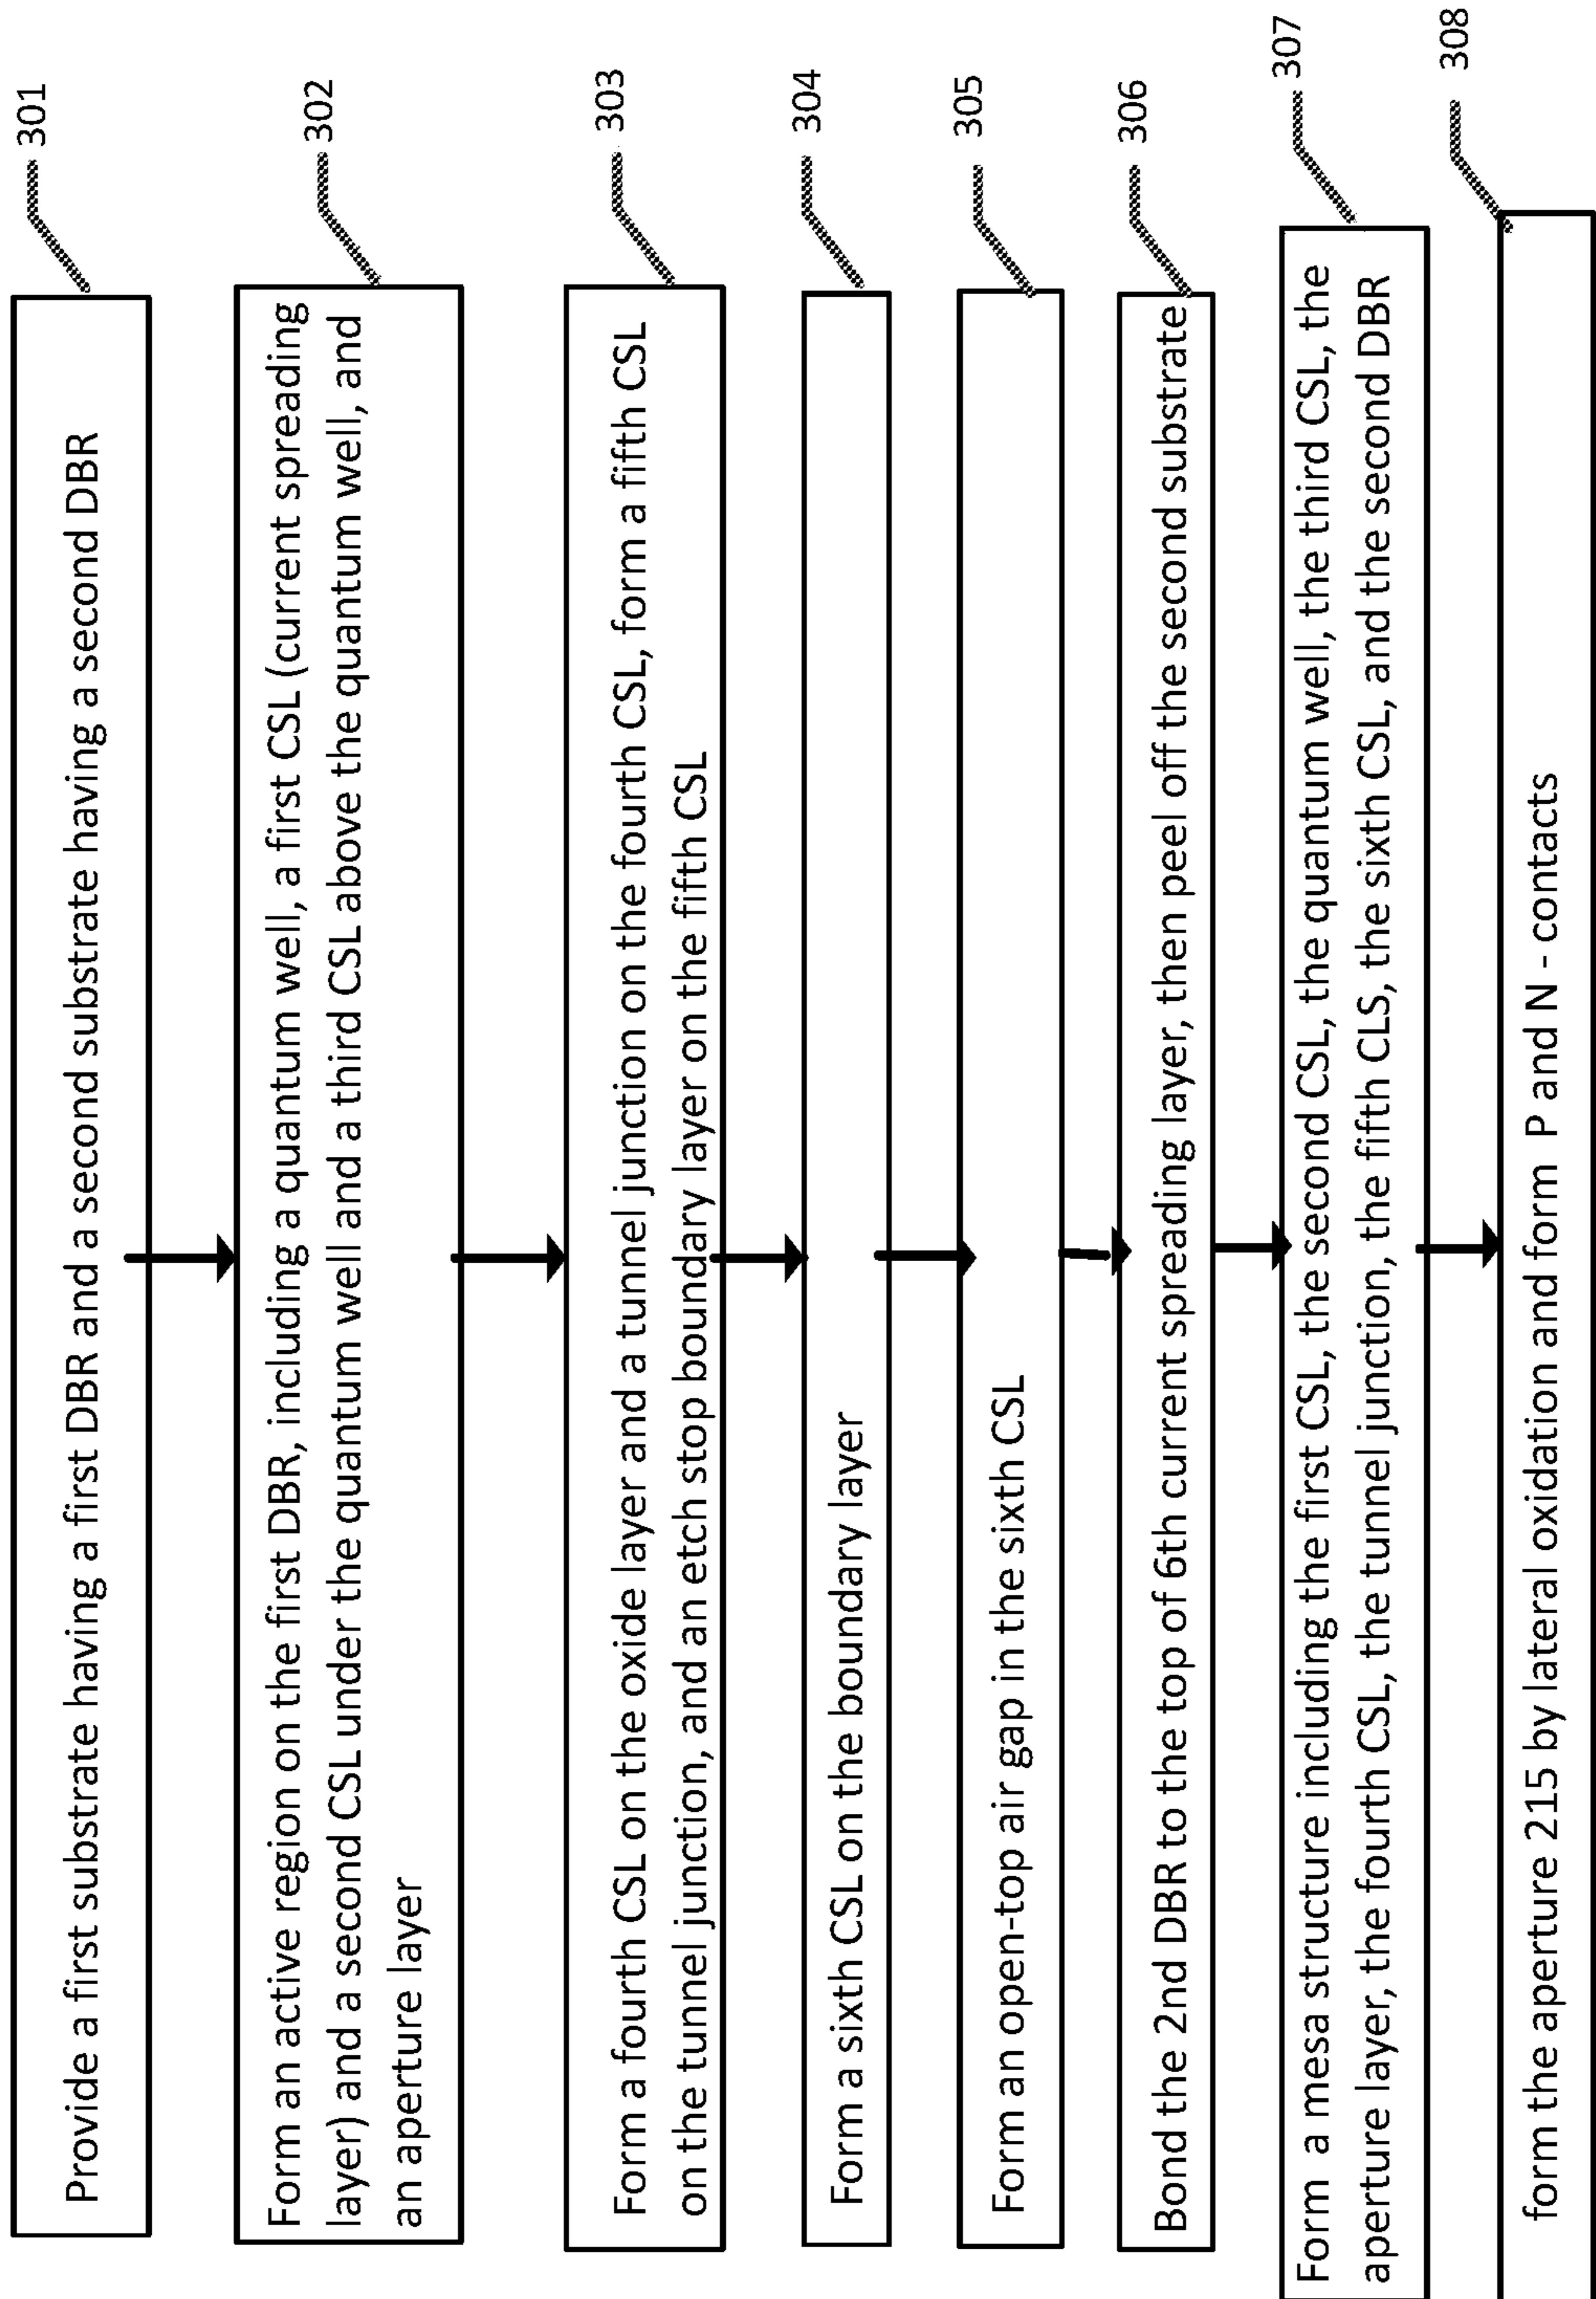 Provide a first substrate having a first DBR and a second substrate having a second DBR
301
Form an active region on the first DBR, including a quantum well, a first CSL (current spreading
layer) and a second CSL under the quantum well and a third CSL above the quantum well, and
an aperture layer
302
Form a fourth CSL on the oxide layer and a tunnel junction on the fourth CSL, form a fifth CSL
on the tunnel junction, and an etch stop boundary layer on the fifth CSL
303
Form a sixth CSL on the boundary layer
304
Form an open-top air gap in the sixth CSL
305
Bond the 2nd DBR to the top of 6th current spreading layer, then peel off the second substrate
306
Form a mesa structure including the first CSL, the second CSL, the quantum well, the third CSL, the
aperture layer, the fourth CSL, the tunnel junction, the fifth CLS, the sixth CSL, and the second DBR
307
form the aperture 215 by lateral oxidation and form P and N - contacts
308